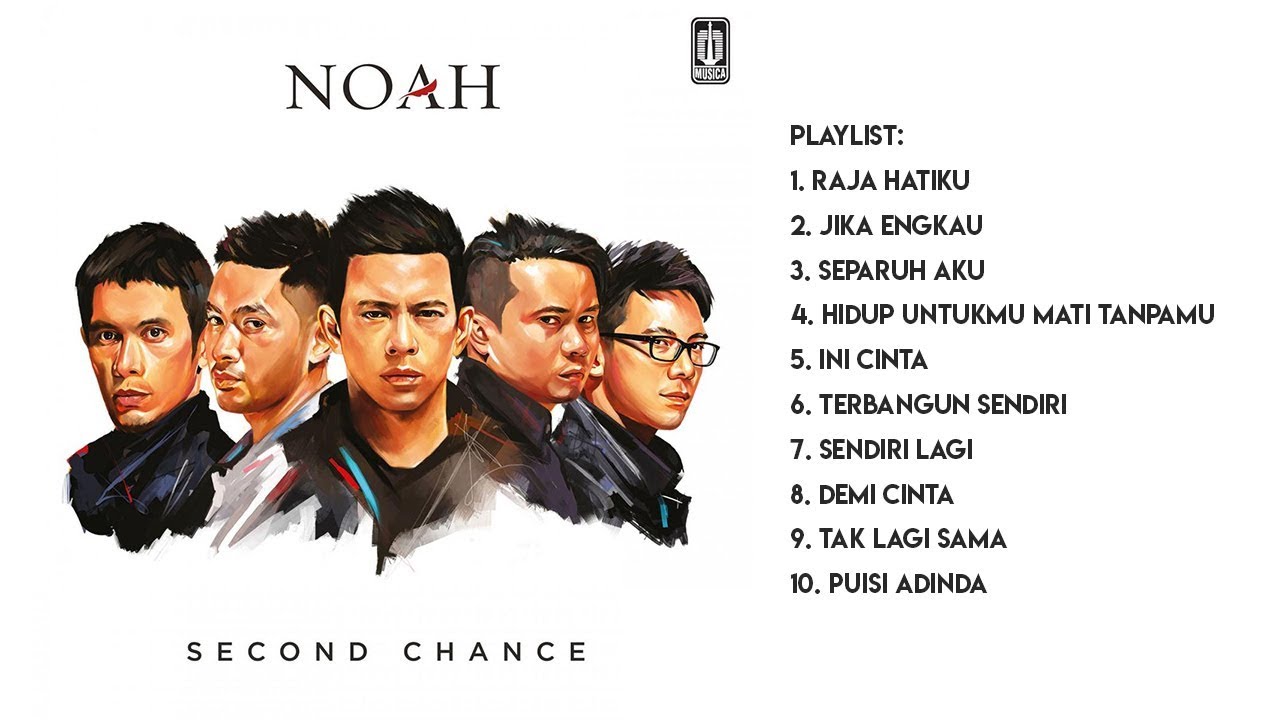 NOAH
MUSICA
PLAYLIST:
1. RAJA HATIKU
2. JIKA ENGKAU
3. SEPARUH AKU
4. HIDUP UNTUKMU MATI TANPAMU
5. INI CINTA
6. TERBANGUN SENDIRI
7. SENDIRI LAGI
8. DEMI CINTA
9. TAK LAGI SAMA
10. PUISI ADINDA
SECOND CHANCE